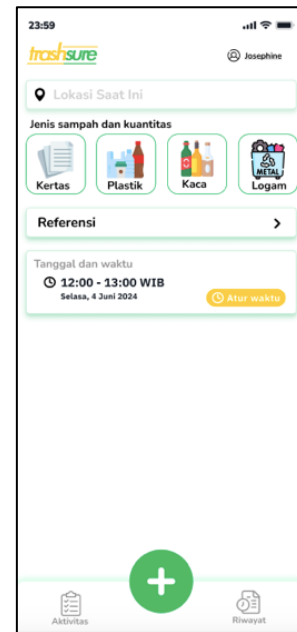 23:59
trashsure
Josephine
Lokasi Saat Ini
Jenis sampah dan kuantitas
Kertas
Plastik
Kaca
METAL
Logam
Referensi
Tanggal dan waktu
12:00 - 13:00 WIB
Selasa, 4 Juni 2024
Atur waktu
Aktivitas
Riwayat